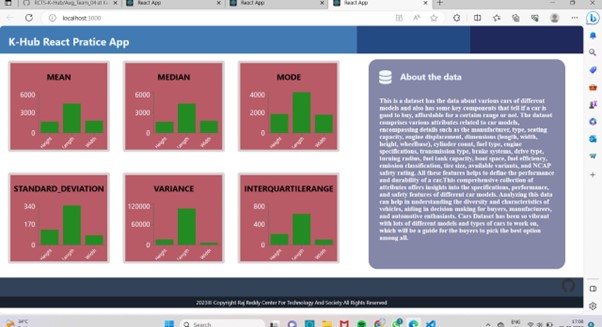 React App
React App
React App
localhost:3000
K-Hub React Pratice App
MEAN
6000
3000
0
Height
Length
Width
MEDIAN
6000
3000
0
Height
Length
Width
MODE
4000
2000
0
Height
Length
Width
STANDARD_DEVIATION
340
170
0
Height
Length
Width
VARIANCE
120000
60000
0
Height
Length
Width
INTERQUARTILERANGE
800
400
0
Height
Length
Width
About the data
This is a dataset has the data about various cars of different
models and also has some key components that tell if a car is
good to buy, affordable for a certain range or not. The dataset
comprises various attributes related to car models,
encompassing details such as the manufacturer, type, seating
capacity, engine displacement, dimensions (length, width,
height, wheelbase), cylinder count, fuel type, engine
specifications, transmission type, brake systems, drive type,
turning radius, fuel tank capacity, boot space, fuel efficiency,
emission classification, tire size, available variants, and NCAP
safety rating. All these features helps to define the performance
and durability of a car.This comprehensive collection of
attributes offers insights into the specifications, performance,
and safety features of different car models. Analyzing this data
can help in understanding the diversity and characteristics of
vehicles, aiding in decision making for buyers, manufacturers,
and automotive enthusiasts. Cars Dataset has been so vibrant
with lots of different models and types of cars to work on,
which will be a guide for the buyers to pick the best option
among all.
2023© Copyright Raj Reddy Center For Technology And Society All Rights Reserved
Search
ENG
17:00